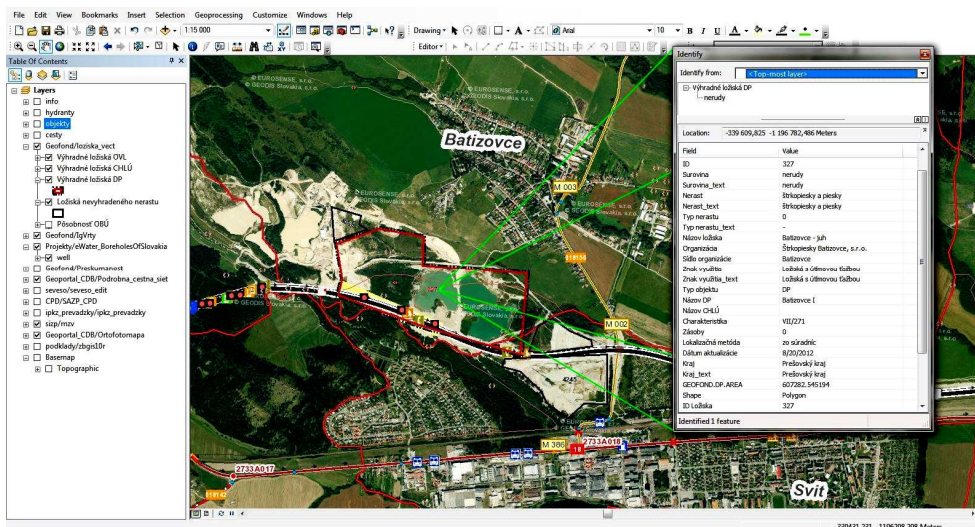 File Edit View Bookmarks Insert Selection Geoprocessing Customize Windows Help
1:15 000
Drawing
Arial
10
B I U A
Editor
Table Of Contents
Layers
info
hydranty
objekty
cesty
Geofond/loziska_vect
Výhradné ložiská OVL
Výhradné ložiská CHLÚ
Výhradné ložiská DP
Ložiská nevyhradeného nerastu
Pôsobnosť OBÚ
Geofond/IgVrty
Projekty/eWater_BoreholesOfSlovakia
well
Geofond/Preskumanost
Geoportal_CDB/Podrobna_cestna_siet
seveso/seveso_edit
CPD/SAZP_CPD
ipkz_prevadzky/ipkz_prevadzky
sizp/mzv
Geoportal_CDB/Ortofotomapa
podklady/zbgis10r
Basemap
Topographic
© EUROSENSE, s.r.o.
© GEODIS Slovakia, s.r.o.
Batizovce
M 003
018156
M 002
4245
M 386
2733A018
18
2733A017
018142
Svit
Identify
Identify from: <Top-most layer>
Výhradné ložiská DP
nerudy
Location: -339 609,825 -1 196 782,486 Meters
Field Value
ID 327
Surovina nerudy
Surovina_text nerudy
Nerast štrkopiesky a piesky
Nerast_text štrkopiesky a piesky
Typ nerastu 0
Typ nerastu_text -
Názov ložiska Batizovce - juh
Organizácia Štrkopiesky Batizovce, s.r.o.
Sídlo organizácie Batizovce
Znak využitia Ložiská s útlmovou ťažbou
Znak využitia_text Ložiská s útlmovou ťažbou
Typ objektu DP
Názov DP Batizovce I
Názov CHLÚ
Charakteristika VII/271
Zásoby 0
Lokalizačná metóda zo súradníc
Dátum aktualizácie 8/20/2012
Kraj Prešovský kraj
Kraj_text Prešovský kraj
GEOFOND.DP.AREA 607282.545194
Shape Polygon
ID Ložiska 327
Identified 1 feature